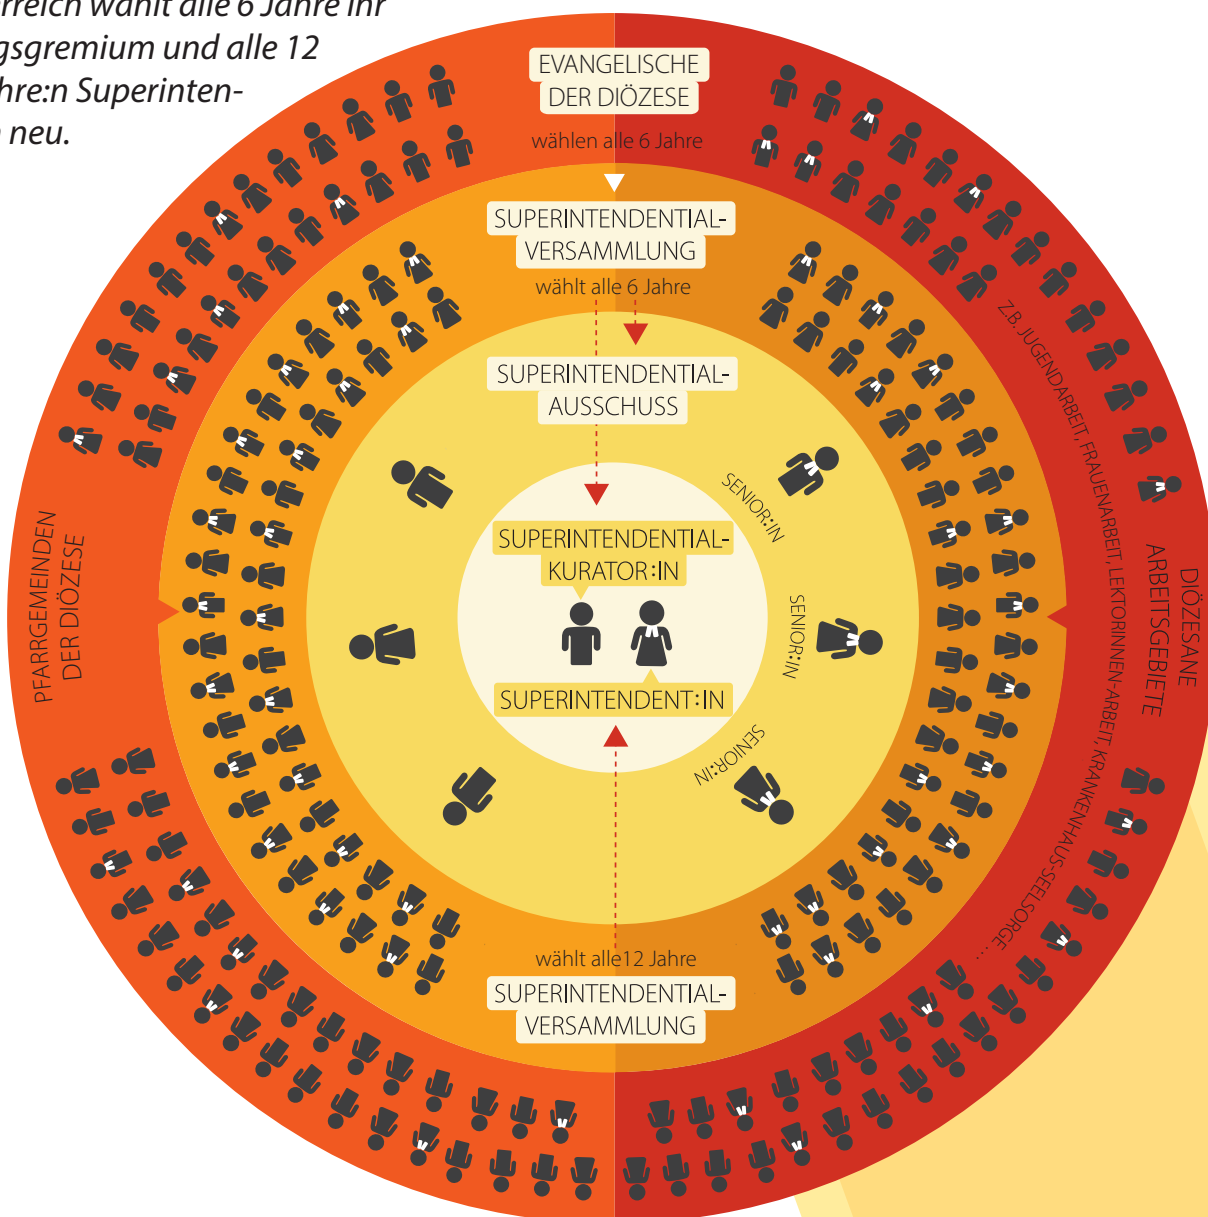 erreich wählt alle 6 Jahre ihr
gsgremium und alle 12
hre:n Superinten-
neu.
EVANGELISCHE
DER DIÖZESE
wählen alle 6 Jahre
SUPERINTENDENTIAL-
VERSAMMLUNG
wählt alle 6 Jahre
SUPERINTENDENTIAL-
AUSSCHUSS
SUPERINTENDENTIAL-
KURATOR:IN
SUPERINTENDENT:IN
SENIOR:IN
SENIOR:IN
SENIOR:IN
PFARRGEMEINDEN
DER DIÖZESE
DIÖZESANE
ARBEITSGEBIETE
Z.B. JUGENDARBEIT, FRAUENARBEIT, LEKTORINNEN-ARBEIT, KRANKENHAUS-SEELSORGE ...
wählt alle12 Jahre
SUPERINTENDENTIAL-
VERSAMMLUNG